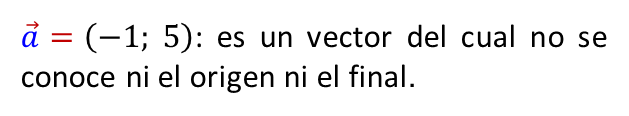 a⃗ = (−1; 5): es un vector del cual no se
conoce ni el origen ni el final.